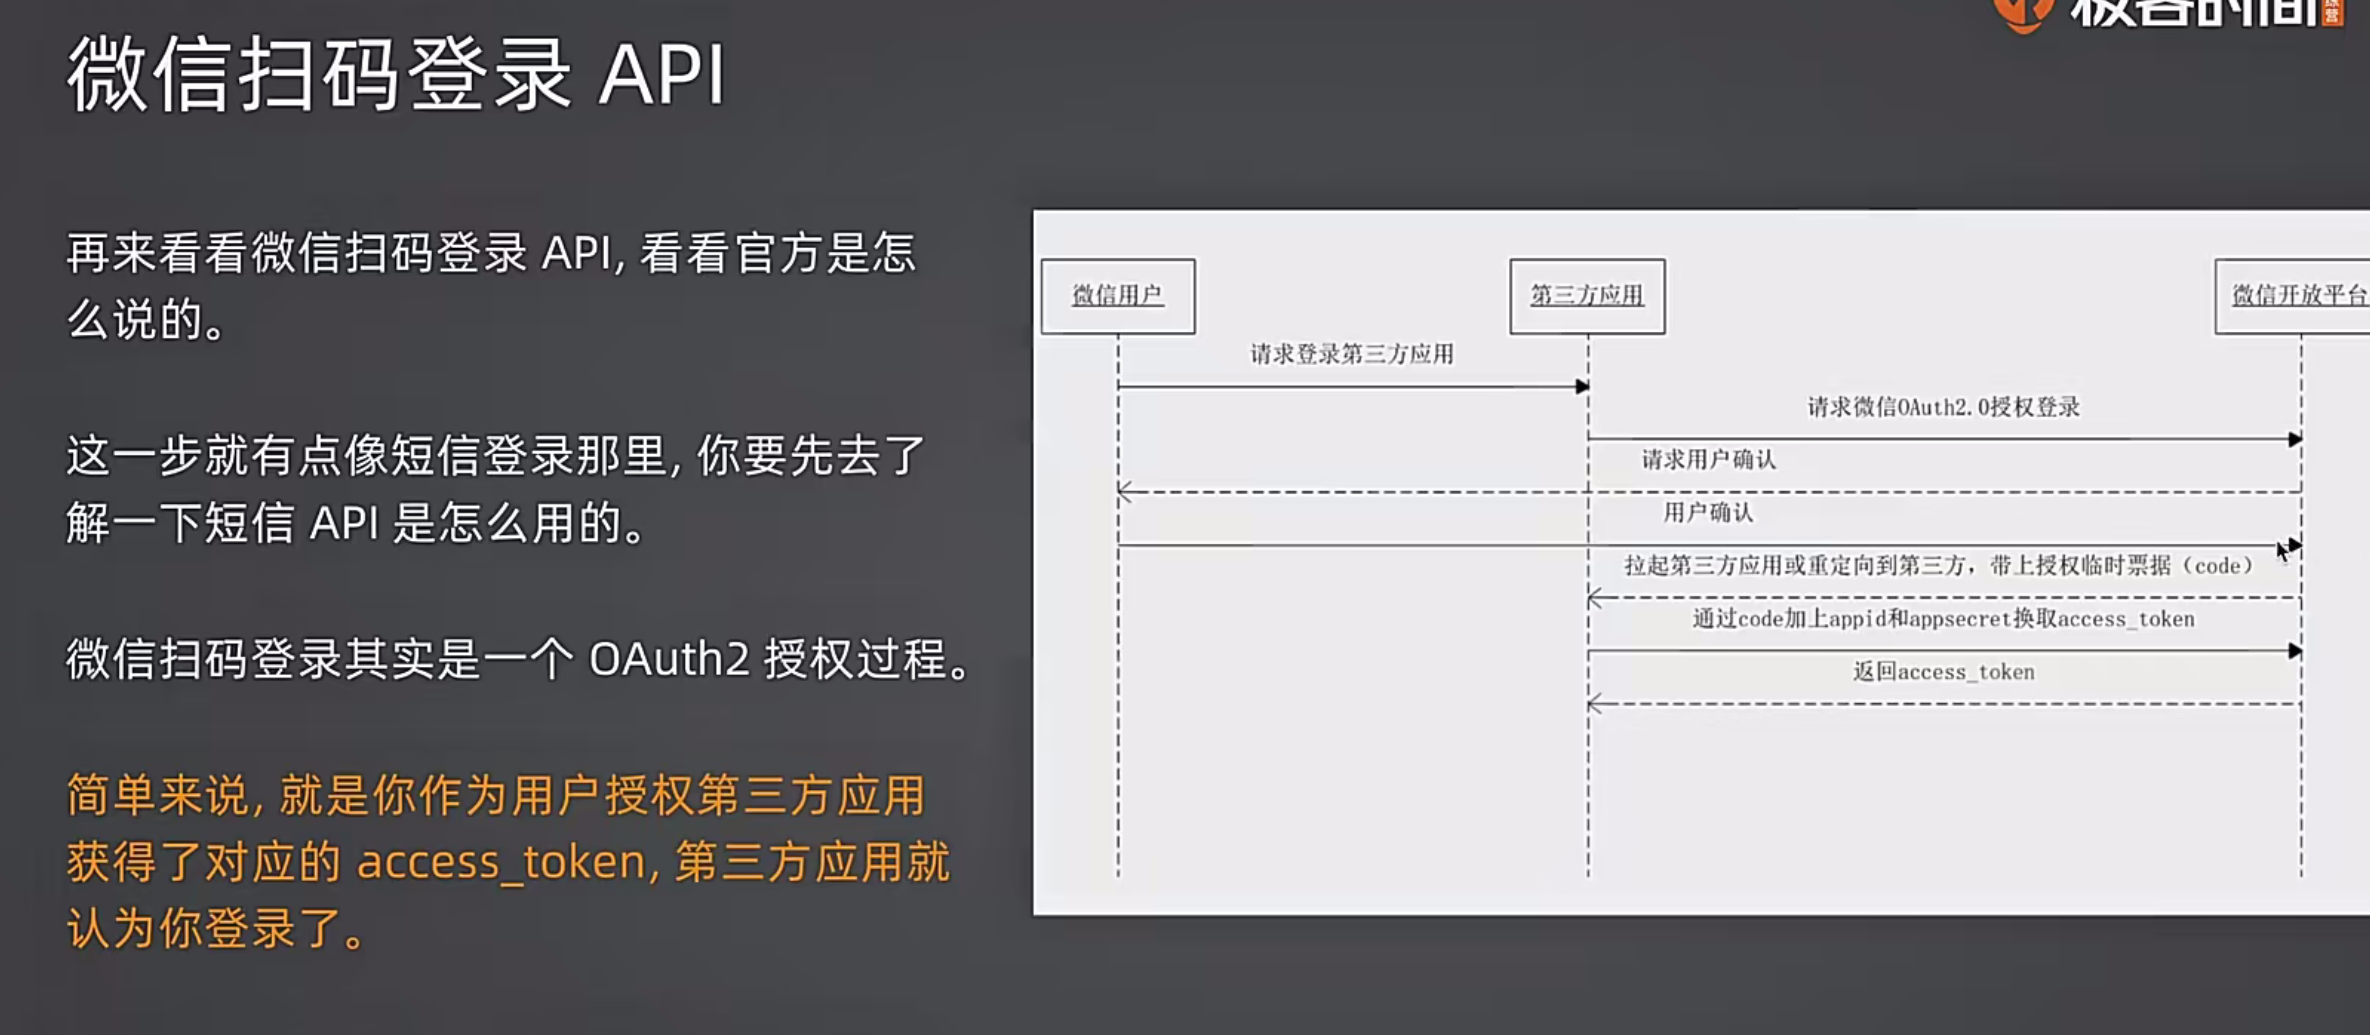 极客时间
微信扫码登录 API
再来看看微信扫码登录 API, 看看官方是怎
么说的。
这一步就有点像短信登录那里, 你要先去了
解一下短信 API 是怎么用的。
微信扫码登录其实是一个 OAuth2 授权过程。
简单来说, 就是你作为用户授权第三方应用
获得了对应的 access_token, 第三方应用就
认为你登录了。
微信用户
第三方应用
微信开放平台
请求登录第三方应用
请求微信OAuth2.0授权登录
请求用户确认
用户确认
拉起第三方应用或重定向到第三方，带上授权临时票据（code）
通过code加上appid和appsecret换取access_token
返回access_token